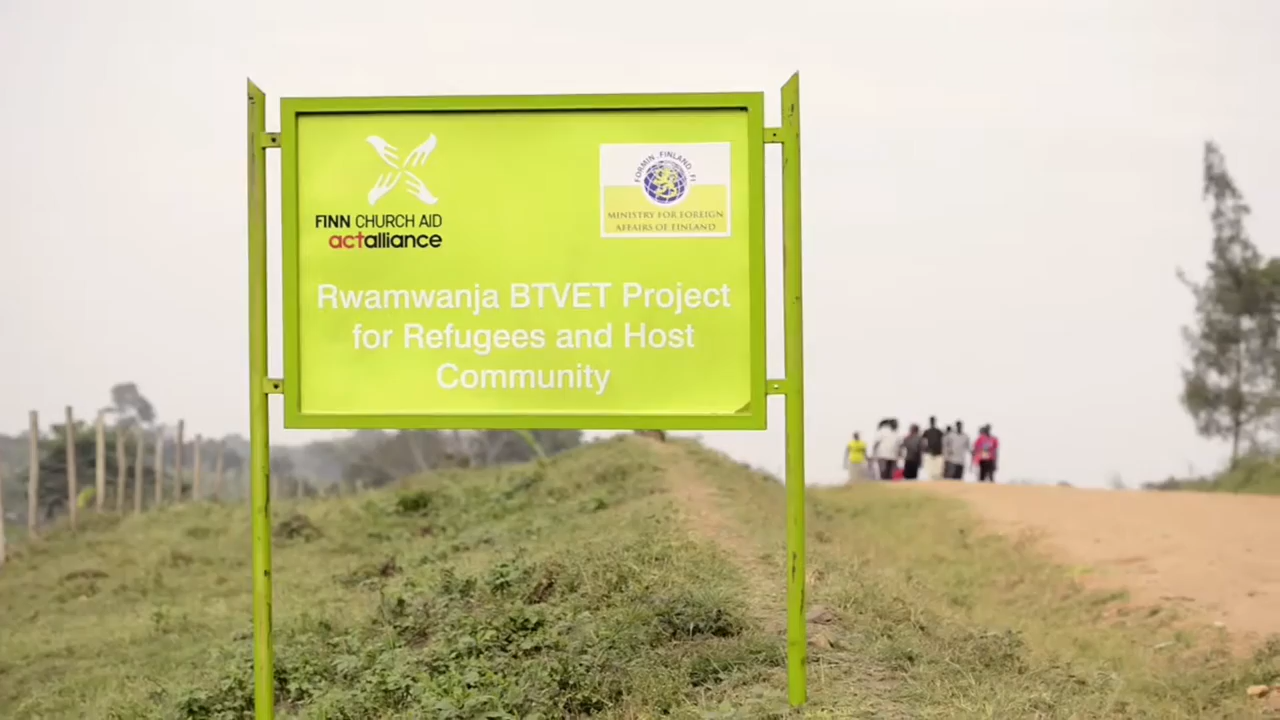 FINN CHURCH AID
actalliance
FORMIN.FINLAND.FI
MINISTRY FOR FOREIGN
AFFAIRS OF FINLAND
Rwamwanja BTVET Project
for Refugees and Host
Community